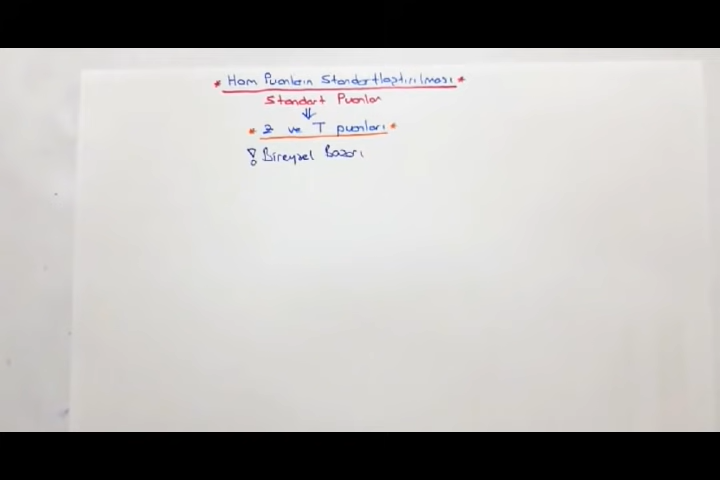 * Ham Puanların Standartlaştırılması *
Standart Puanlar
⇓
* Z ve T puanları *
! Bireysel Başarı